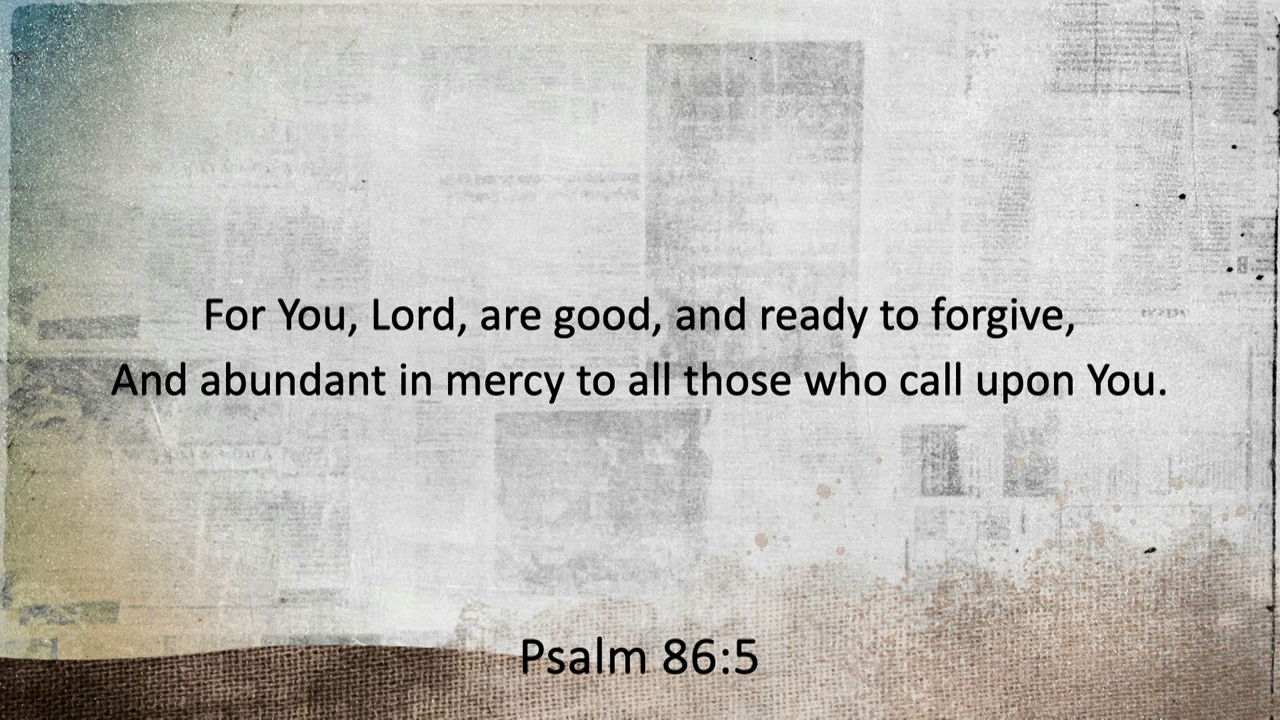 For You, Lord, are good, and ready to forgive,
And abundant in mercy to all those who call upon You.
Psalm 86:5